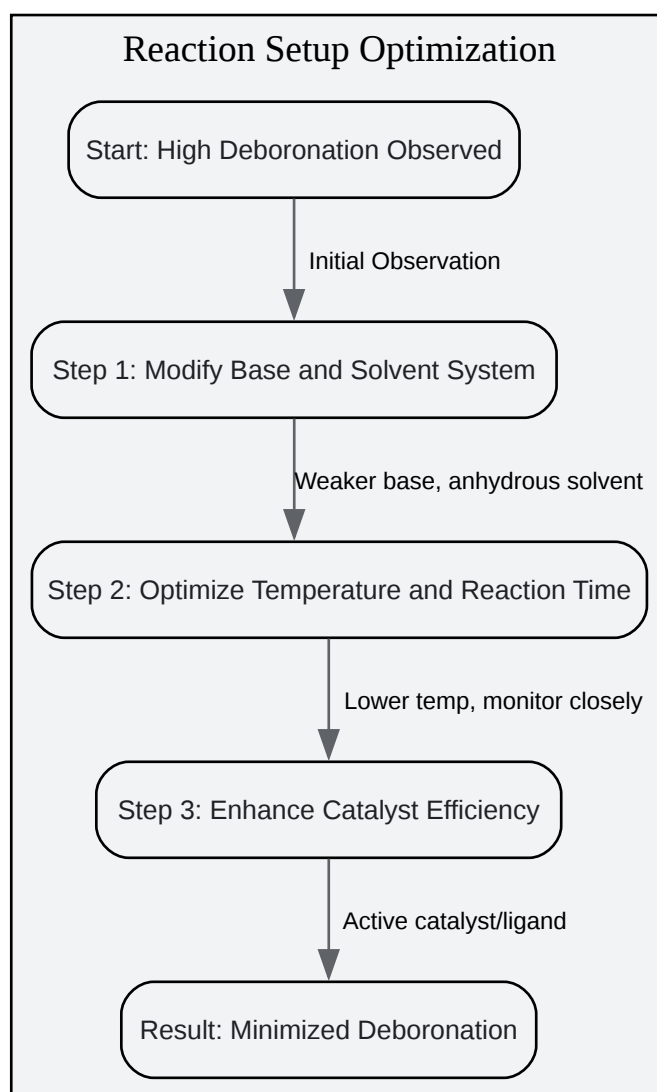 Reaction Setup Optimization
Start: High Deboronation Observed
Initial Observation
Step 1: Modify Base and Solvent System
Weaker base, anhydrous solvent
Step 2: Optimize Temperature and Reaction Time
Lower temp, monitor closely
Step 3: Enhance Catalyst Efficiency
Active catalyst/ligand
Result: Minimized Deboronation